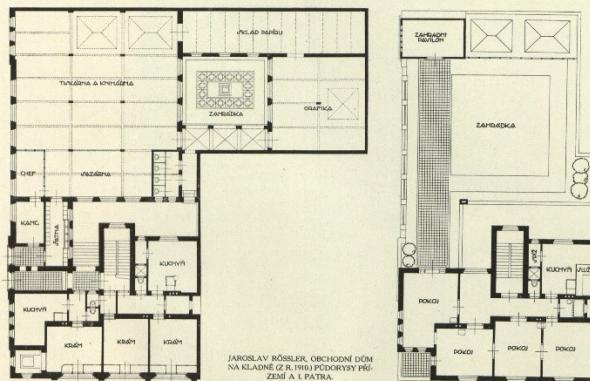 SKLAD PAPÍRU
ZAHRADNÍ
PAVILON
TISKÁRNA A KNIHÁRNA
ZAHRÁDKA
GRAFIKA
ZAHRÁDKA
CHEF
SAZÁRNA
KANC.
ŠATNA
KUCHYŇ
KUCHYŇ
KRÁM
KRÁM
KRÁM
POKOJ
POKOJ
POKOJ
POKOJ
KUCHYŇ
JAROSLAV RÖSSLER, OBCHODNÍ DŮM
NA KLADNĚ (Z R. 1910.) PŮDORYSY PŘÍ-
ZEMÍ A I. PATRA.